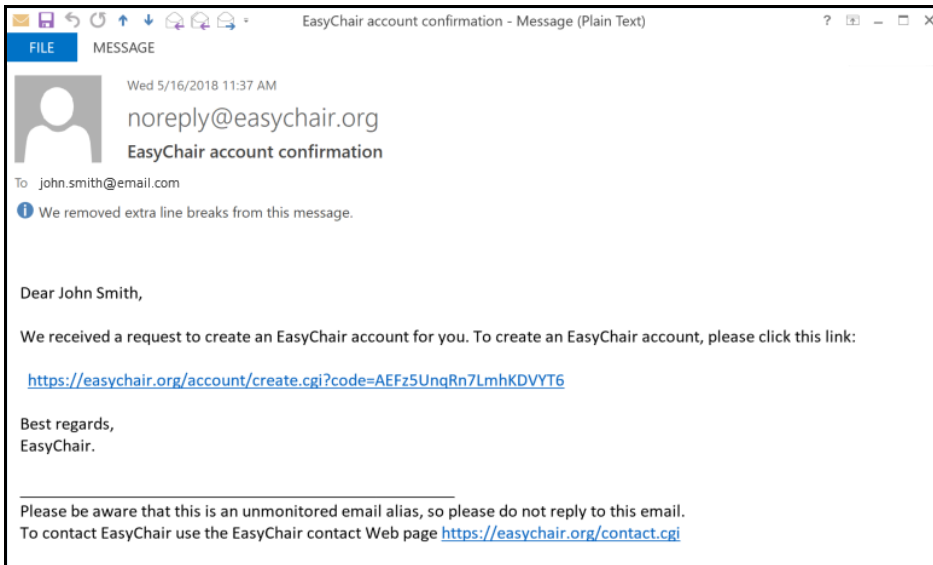 EasyChair account confirmation - Message (Plain Text)
FILE MESSAGE
Wed 5/16/2018 11:37 AM
noreply@easychair.org
EasyChair account confirmation
To john.smith@email.com
We removed extra line breaks from this message.
Dear John Smith,
We received a request to create an EasyChair account for you. To create an EasyChair account, please click this link:
https://easychair.org/account/create.cgi?code=AEFz5UnqRn7LmhKDVYT6
Best regards,
EasyChair.
Please be aware that this is an unmonitored email alias, so please do not reply to this email.
To contact EasyChair use the EasyChair contact Web page https://easychair.org/contact.cgi